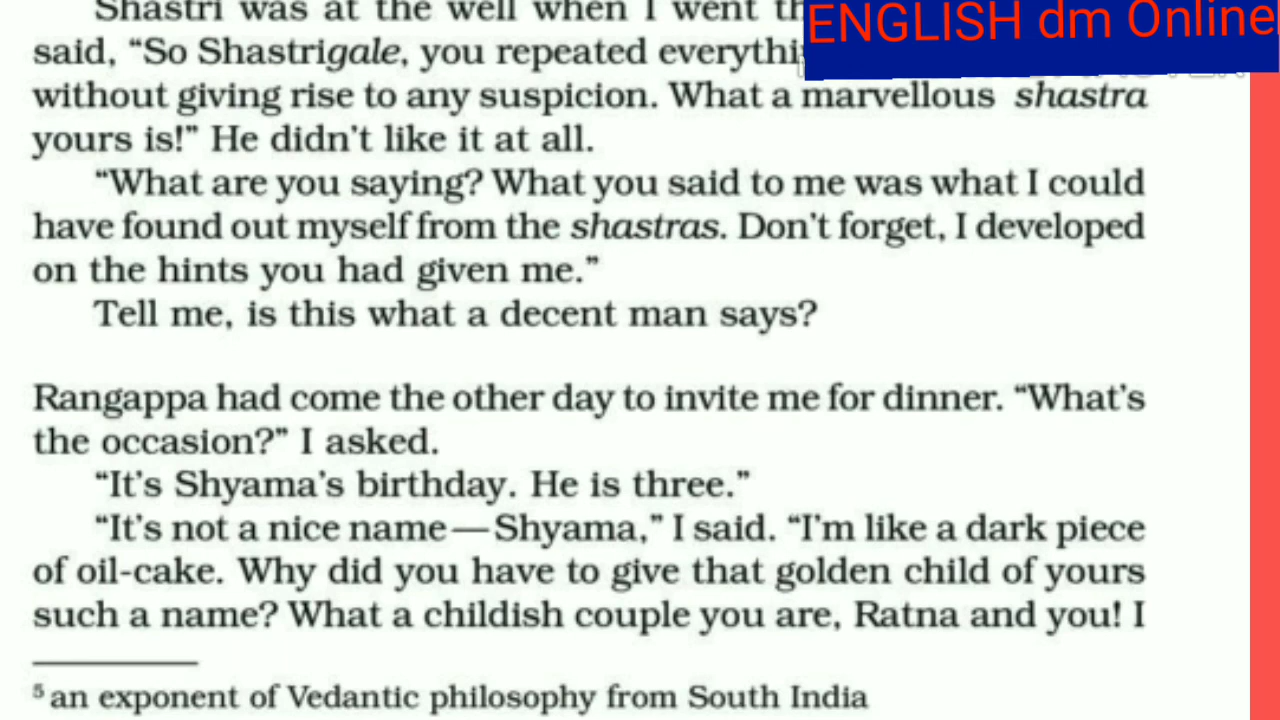 Shastri was at the well when I went
ENGLISH dm Online
said, “So Shastrigale, you repeated
without giving rise to any suspicion. What a marvellous shastra
yours is!” He didn’t like it at all.
“What are you saying? What you said to me was what I could
have found out myself from the shastras. Don’t forget, I developed
on the hints you had given me.”
Tell me, is this what a decent man says?
Rangappa had come the other day to invite me for dinner. “What’s
the occasion?” I asked.
“It’s Shyama’s birthday. He is three.”
“It’s not a nice name—Shyama,” I said. “I’m like a dark piece
of oil-cake. Why did you have to give that golden child of yours
such a name? What a childish couple you are, Ratna and you! I
5 an exponent of Vedantic philosophy from South India